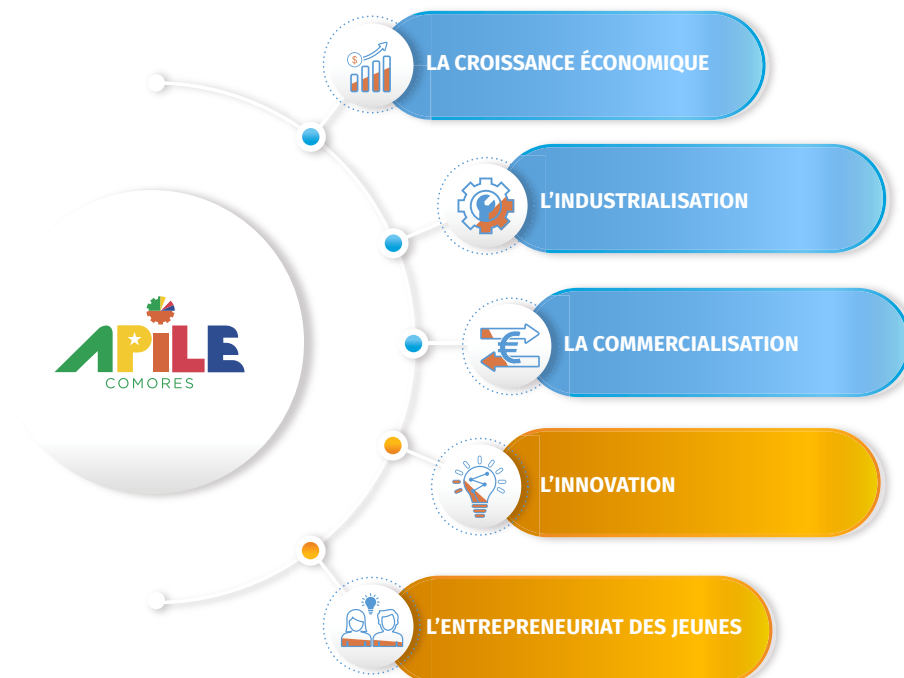 LA CROISSANCE ÉCONOMIQUE
L'INDUSTRIALISATION
APiLE
COMORES
LA COMMERCIALISATION
L'INNOVATION
L'ENTREPRENEURIAT DES JEUNES